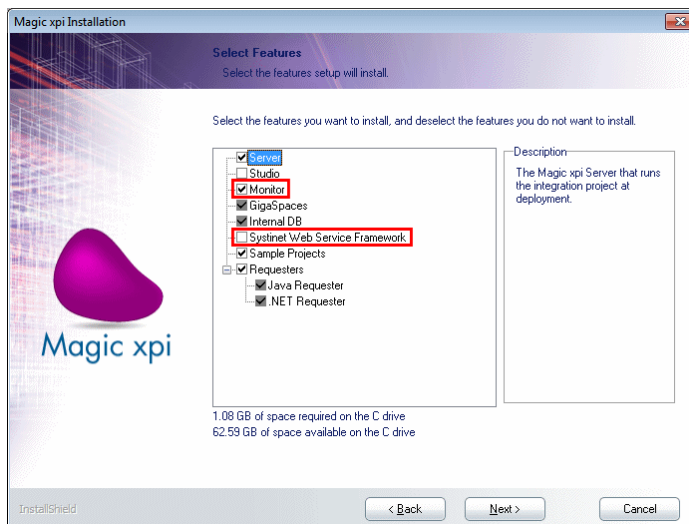 Magic xpi Installation
Select Features
Select the features setup will install.
Select the features you want to install, and deselect the features you do not want to install.
Server
Studio
Monitor
GigaSpaces
Internal DB
Systinet Web Service Framework
Sample Projects
Requesters
Java Requester
.NET Requester
Description
The Magic xpi Server that runs
the integration project at
deployment.
Magic xpi
1.08 GB of space required on the C drive
62.59 GB of space available on the C drive
InstallShield
< Back
Next >
Cancel